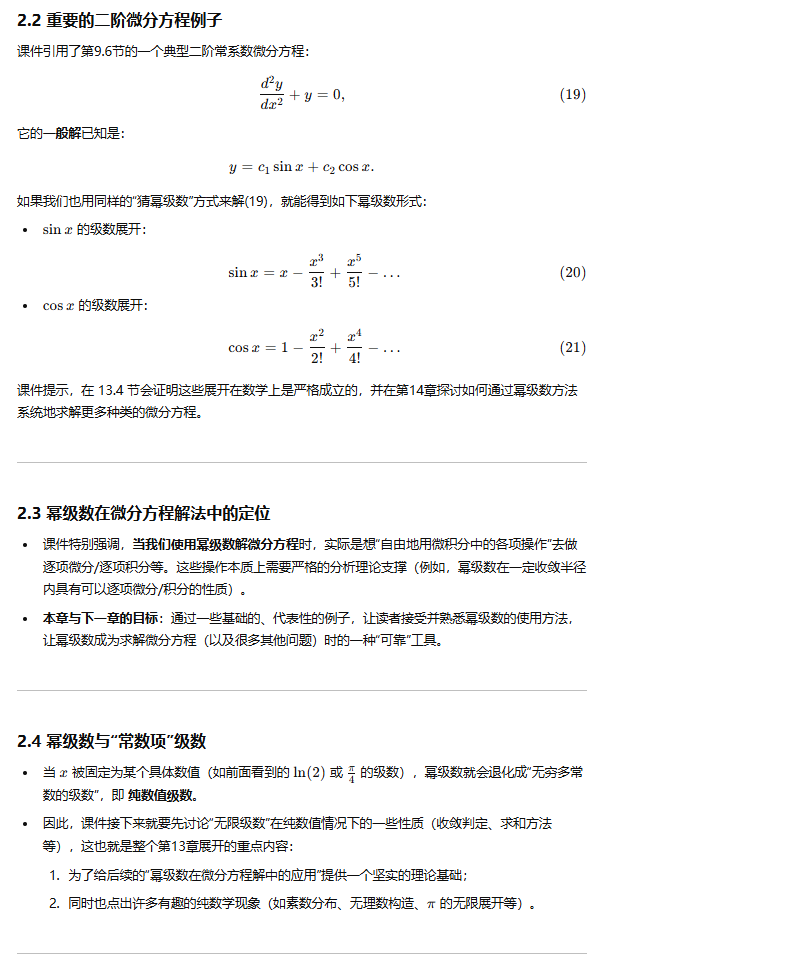 2.2 重要的二阶微分方程例子
课件引用了第9.6节的一个典型二阶常系数微分方程：
d²y/dx² + y = 0, (19)
它的一般解已知是：
y = c₁ sin x + c₂ cos x.
如果我们也用同样的“猜幂级数”方式来解(19)，就能得到如下幂级数形式：
• sin x 的级数展开：
sin x = x − x³/3! + x⁵/5! − … (20)
• cos x 的级数展开：
cos x = 1 − x²/2! + x⁴/4! − … (21)
课件提示，在 13.4 节会证明这些展开在数学上是严格成立的，并在第14章探讨如何通过幂级数方法
系统地求解更多种类的微分方程。
2.3 幂级数在微分方程解法中的定位
• 课件特别强调，当我们使用幂级数解微分方程时，实际是想“自由地用微积分中的各项操作”去做
逐项微分/逐项积分等。这些操作本质上需要严格的分析理论支撑（例如，幂级数在一定收敛半径
内具有可以逐项微分/积分的性质）。
• 本章与下一章的目标：通过一些基础的、代表性的例子，让读者接受并熟悉幂级数的使用方法，
让幂级数成为求解微分方程（以及很多其他问题）时的一种“可靠”工具。
2.4 幂级数与“常数项”级数
• 当 x 被固定为某个具体数值（如前面看到的 ln(2) 或 π/4 的级数），幂级数就会退化成“无穷多常
数的级数”，即 纯数值级数。
• 因此，课件接下来就要先讨论“无限级数”在纯数值情况下的一些性质（收敛判定、求和方法
等），这也就是整个第13章展开的重点内容：
1. 为了给后续的“幂级数在微分方程解中的应用”提供一个坚实的理论基础；
2. 同时也点出许多有趣的纯数学现象（如素数分布、无理数构造、π 的无限展开等）。